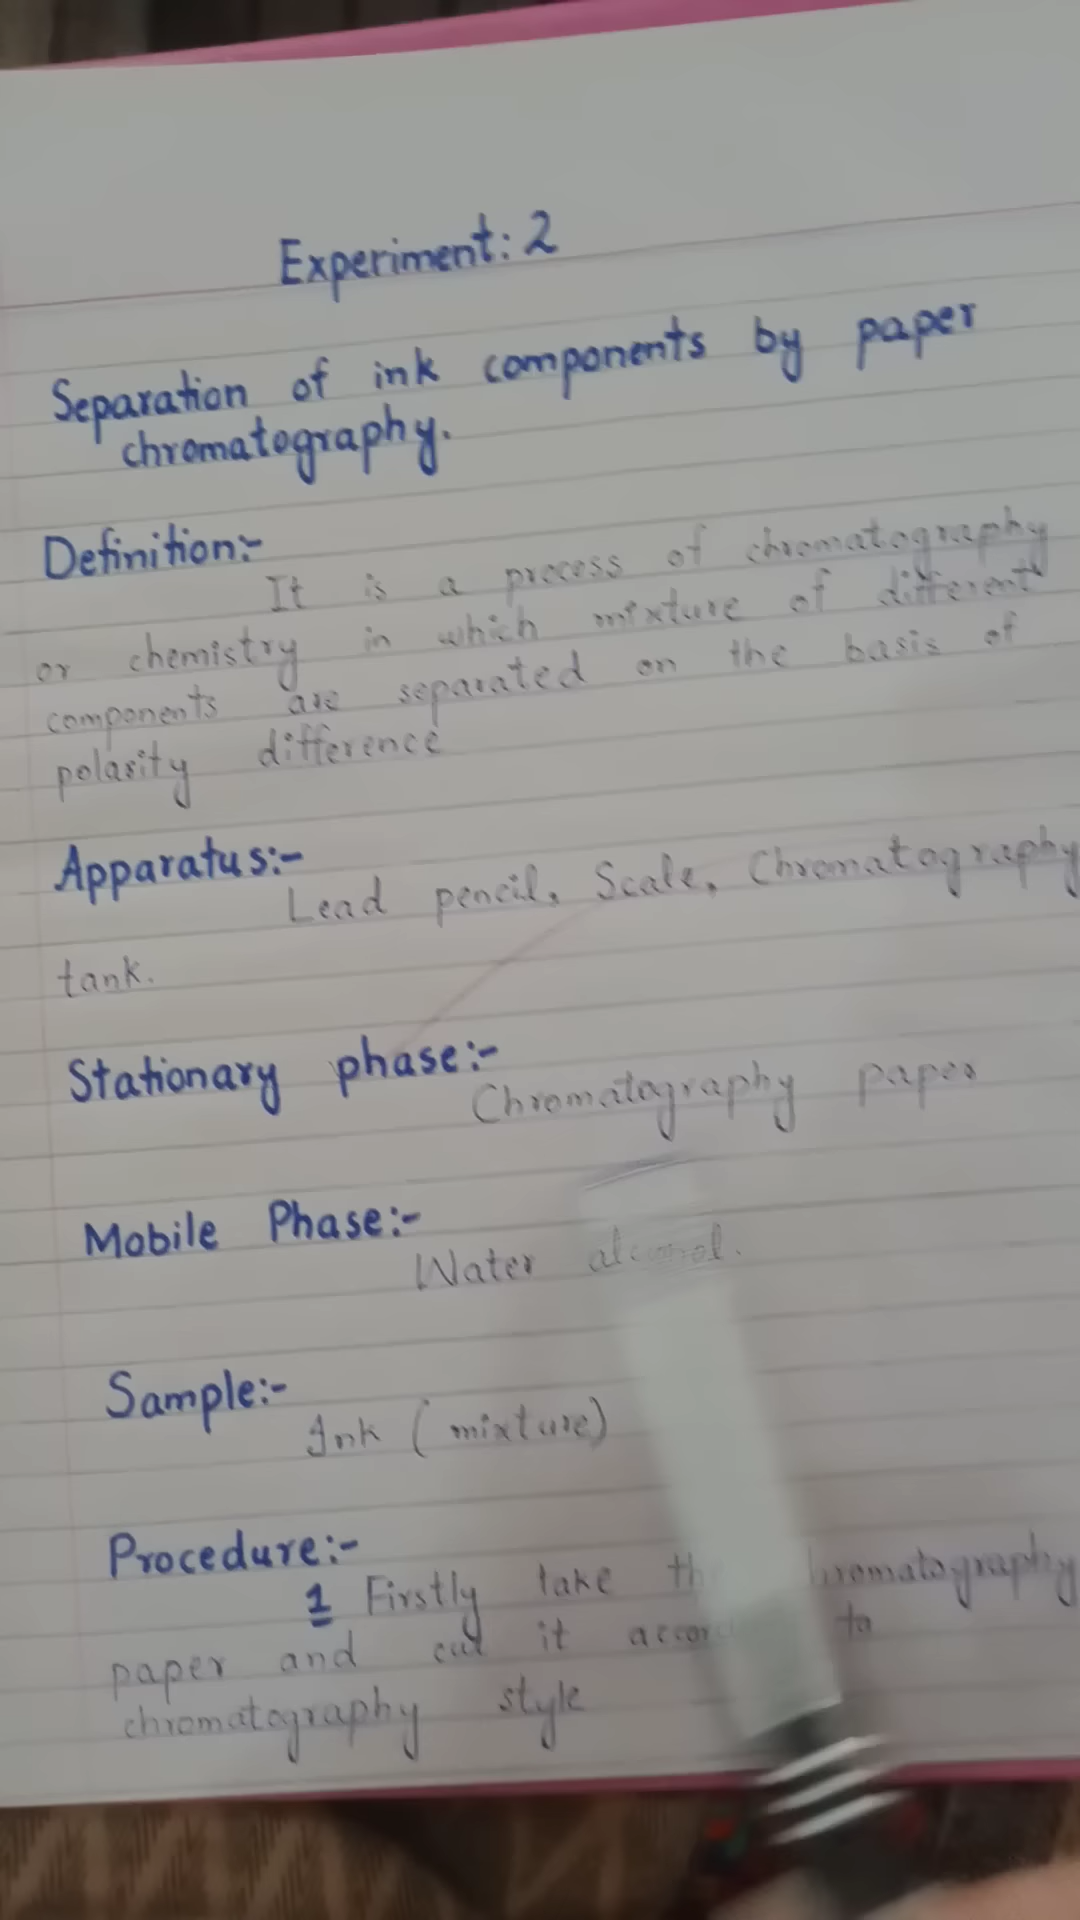 Experiment: 2
Separation of ink components by paper
chromatography.
Definition:-
It is a process of chromatography
or chemistry in which mixture of different
components are separated on the basis of
polarity difference
Apparatus:-
Lead pencil, Scale, Chromatography
tank.
Stationary phase:-
Chromatography paper
Mobile Phase:-
Water alcohol.
Sample:-
Ink (mixture)
Procedure:-
1 Firstly take
paper and cut it to
chromatography style